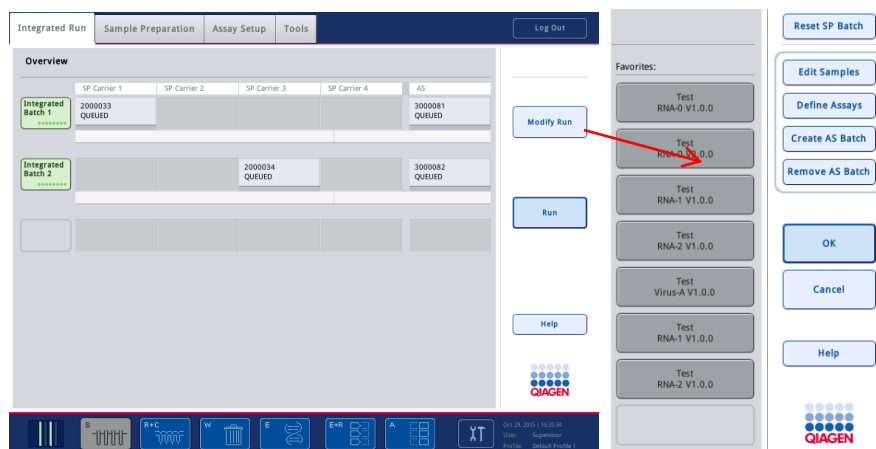 Integrated Run Sample Preparation Assay Setup Tools Log Out
Overview
SP Carrier 1 SP Carrier 2 SP Carrier 3 SP Carrier 4 AS
Integrated
Batch 1
2000033
QUEUED
3000081
QUEUED
Integrated
Batch 2
2000034
QUEUED
3000082
QUEUED
Modify Run
Run
Help
QIAGEN
S R+C W E E+R A
Oct 29, 2015 | 16:35:34
User: Supervisor
Profile: Default Profile 1
Favorites:
Test
RNA-0 V1.0.0
Test
RNA-0 V2.0.0
Test
RNA-1 V1.0.0
Test
RNA-2 V1.0.0
Test
Virus-A V1.0.0
Test
RNA-1 V1.0.0
Test
RNA-2 V1.0.0
Reset SP Batch
Edit Samples
Define Assays
Create AS Batch
Remove AS Batch
OK
Cancel
Help
QIAGEN